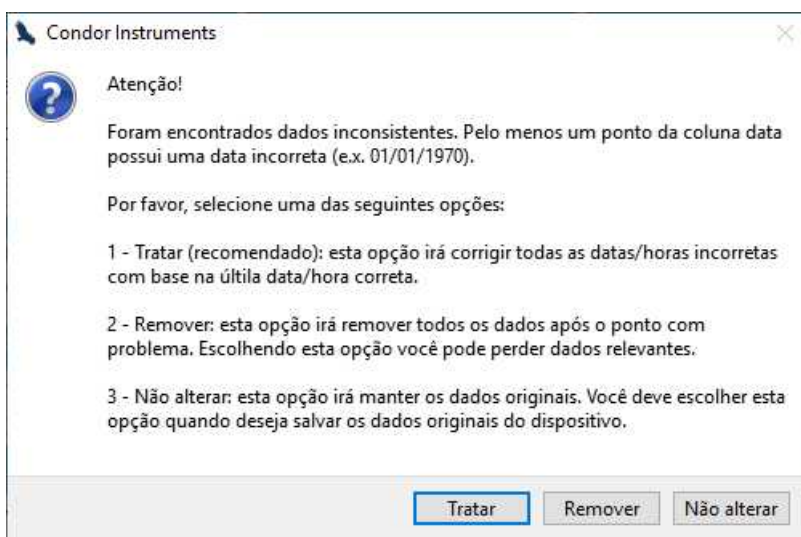 Condor Instruments
Atenção!
Foram encontrados dados inconsistentes. Pelo menos um ponto da coluna data
possui uma data incorreta (e.x. 01/01/1970).
Por favor, selecione uma das seguintes opções:
1 - Tratar (recomendado): esta opção irá corrigir todas as datas/horas incorretas
com base na últila data/hora correta.
2 - Remover: esta opção irá remover todos os dados após o ponto com
problema. Escolhendo esta opção você pode perder dados relevantes.
3 - Não alterar: esta opção irá manter os dados originais. Você deve escolher esta
opção quando deseja salvar os dados originais do dispositivo.
Tratar Remover Não alterar